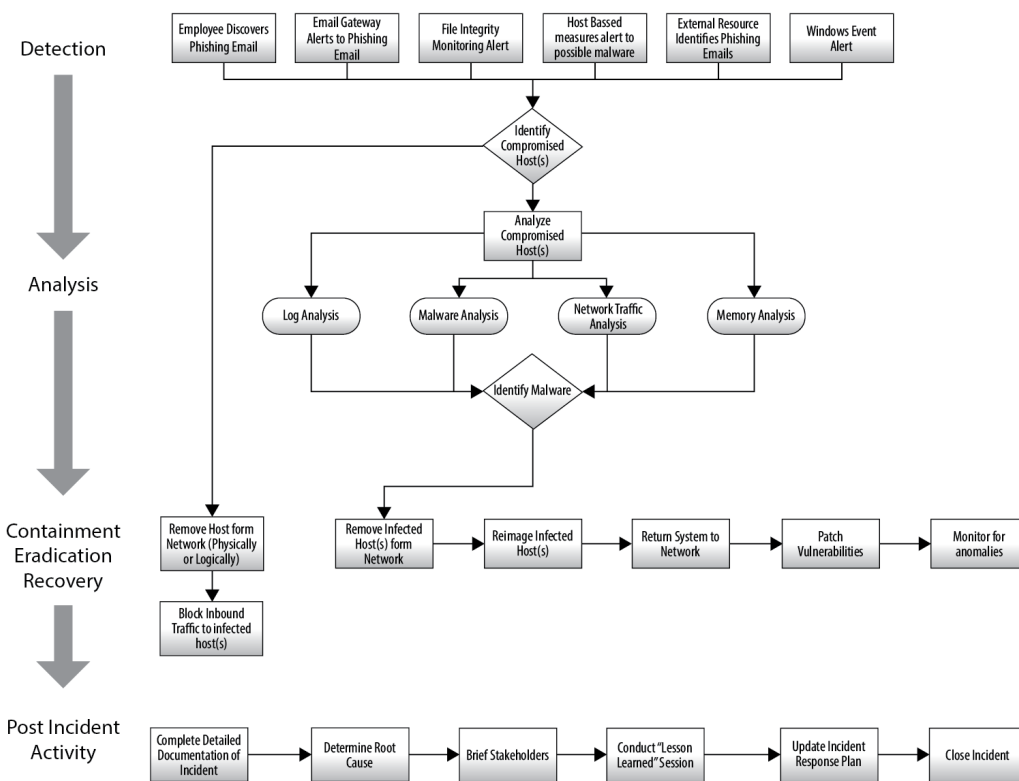 Detection
Employee Discovers
Phishing Email
Email Gateway
Alerts to Phishing
Email
File Integrity
Monitoring Alert
Host Bassed
measures alert to
possible malware
External Resource
Identifies Phishing
Emails
Windows Event
Alert
Identify
Compromised
Host(s)
Analyze
Compromised
Host(s)
Analysis
Log Analysis
Malware Analysis
Network Traffic
Analysis
Memory Analysis
Identify Malware
Containment
Eradication
Recovery
Remove Host form
Network (Physically
or Logically)
Remove Infected
Host(s) form
Network
Reimage Infected
Host(s)
Return System to
Network
Patch
Vulnerabilities
Monitor for
anomalies
Block Inbound
Traffic to infected
host(s)
Post Incident
Activity
Complete Detailed
Documentation of
Incident
Determine Root
Cause
Brief Stakeholders
Conduct “Lesson
Learned” Session
Update Incident
Response Plan
Close Incident